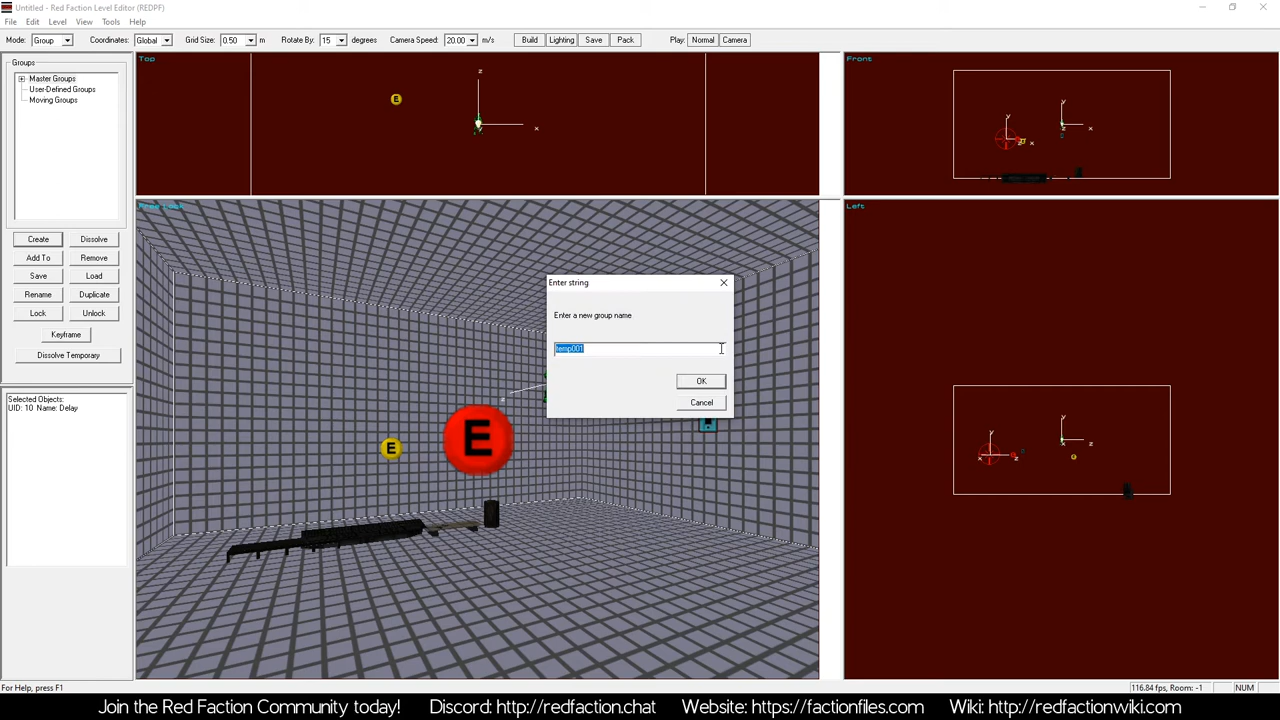 Untitled - Red Faction Level Editor (REDPF)
File Edit Level View Tools Help
Mode: Group Coordinates: Global Grid Size: 0.50 m Rotate By: 15 degrees Camera Speed: 20.00 m/s Build Lighting Save Pack Play: Normal Camera
Groups
Master Groups
User-Defined Groups
Moving Groups
Create Dissolve
Add To Remove
Save Load
Rename Duplicate
Lock Unlock
Keyframe
Dissolve Temporary
Selected Objects:
UID: 10 Name: Delay
Top
z
x
E
Front
y
x
z
y
z
x
Free Look
E
E
z
Left
y
z
x
y
x
z
Enter string
Enter a new group name
temp001
OK
Cancel
For Help, press F1
116.84 fps, Room: -1
NUM
Join the Red Faction Community today! Discord: http://redfaction.chat Website: https://factionfiles.com Wiki: http://redfactionwiki.com